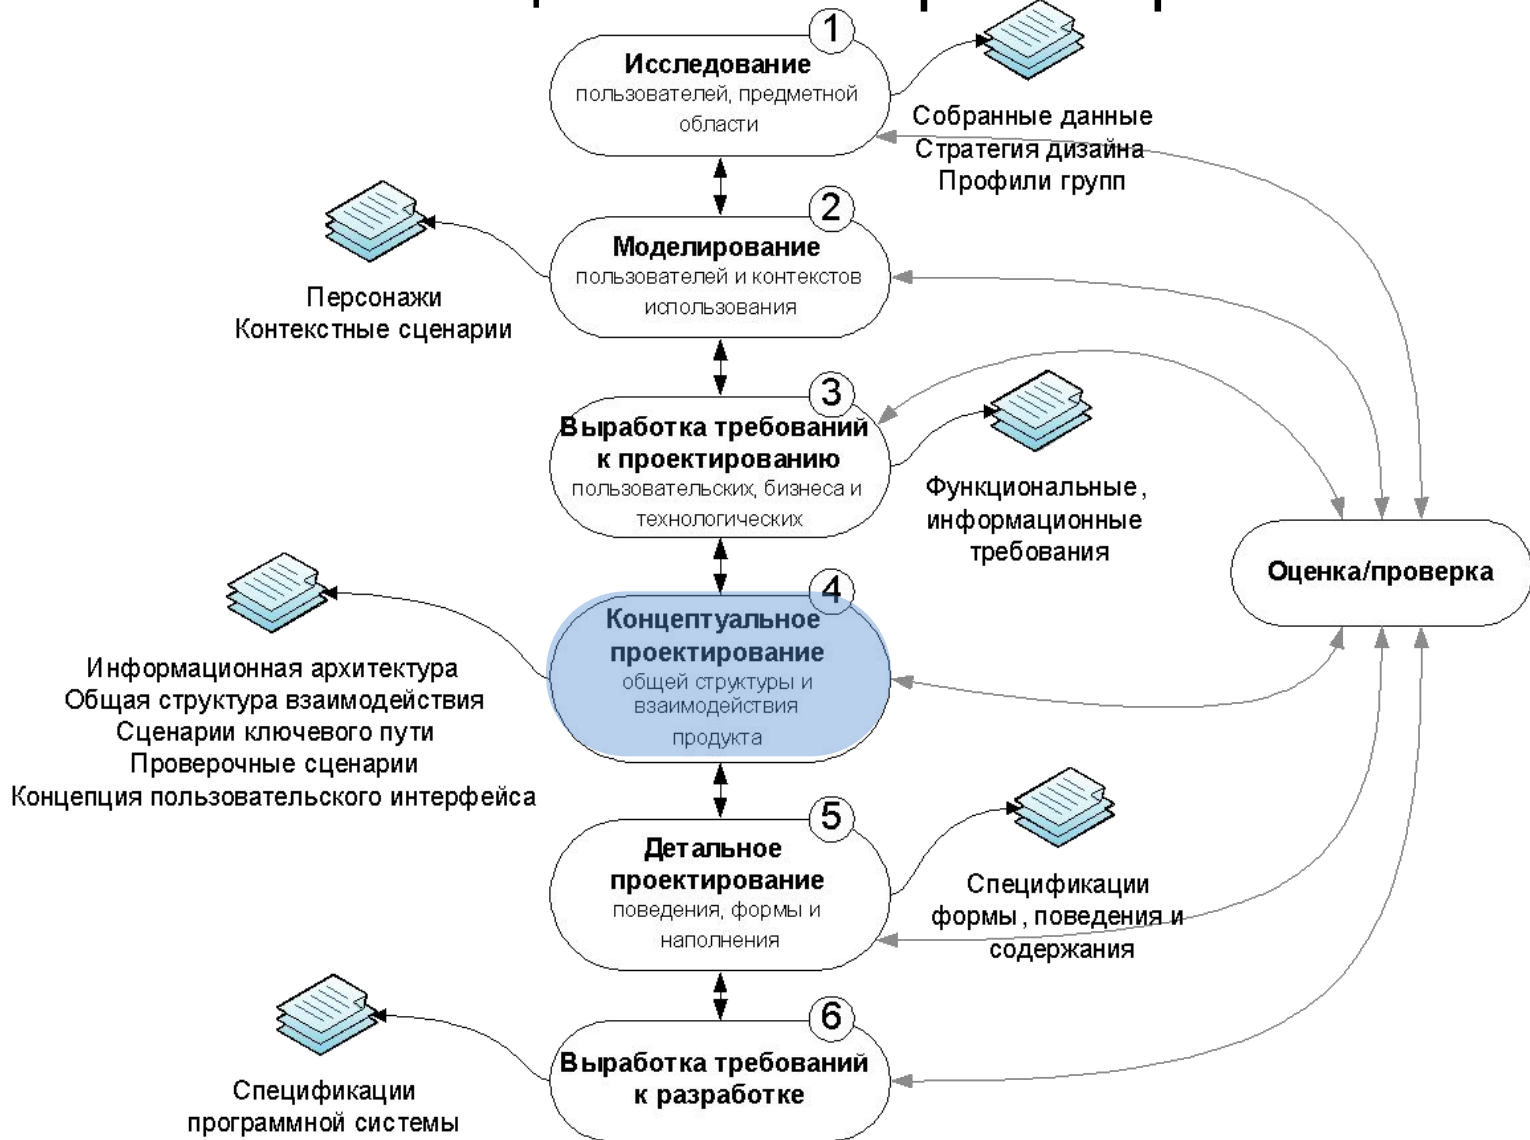 1
Исследование
пользователей, предметной
области
Собранные данные
Стратегия дизайна
Профили групп
2
Моделирование
пользователей и контекстов
использования
Персонажи
Контекстные сценарии
3
Выработка требований
к проектированию
пользовательских, бизнеса и
технологических
Функциональные,
информационные
требования
Оценка/проверка
4
Концептуальное
проектирование
общей структуры и
взаимодействия
продукта
Информационная архитектура
Общая структура взаимодействия
Сценарии ключевого пути
Проверочные сценарии
Концепция пользовательского интерфейса
5
Детальное
проектирование
поведения, формы и
наполнения
Спецификации
формы, поведения и
содержания
6
Выработка требований
к разработке
Спецификации
программной системы